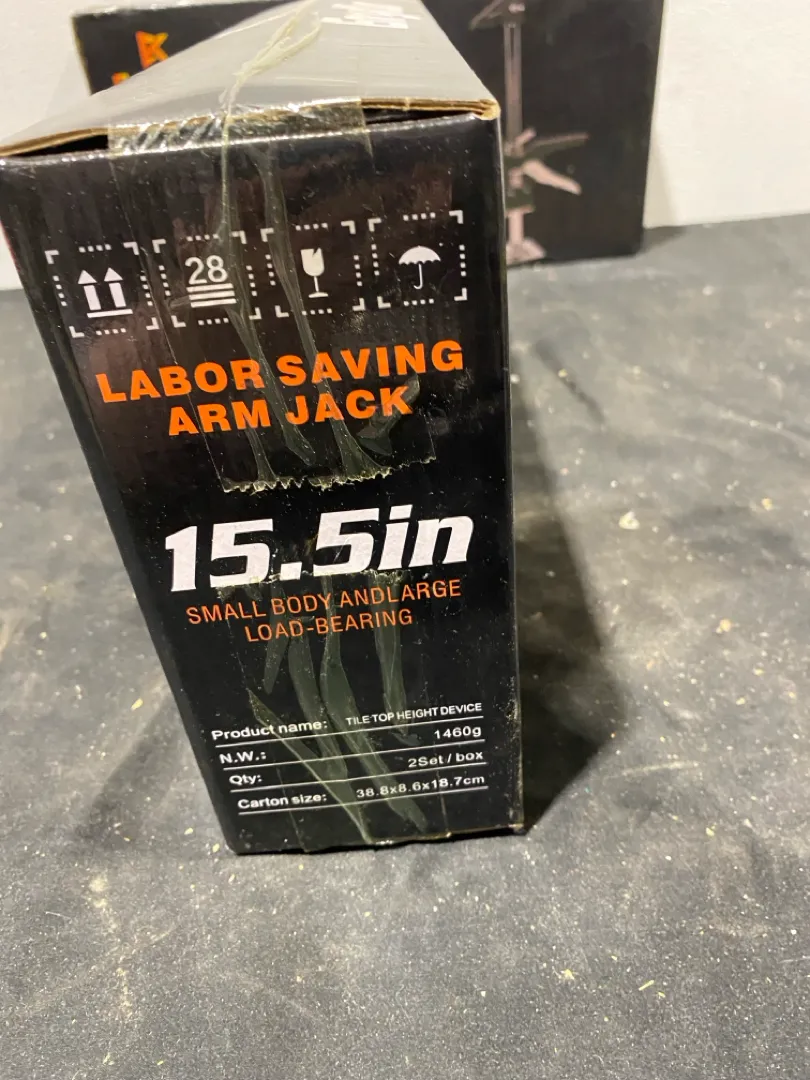 28
LABOR SAVING
ARM JACK
15.5in
SMALL BODY ANDLARGE
LOAD-BEARING
Product name: TILE TOP HEIGHT DEVICE
N.W.: 1460g
Qty: 2Set / box
Carton size: 38.8x8.6x18.7cm